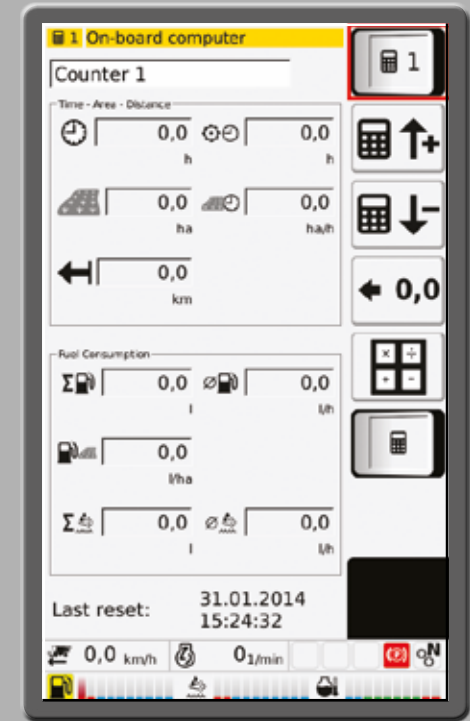 1 On-board computer
1
Counter 1
Time - Area - Distance
0,0 0,0
h h
0,0 0,0
ha ha/h
0,0
km
0,0
Fuel Consumption
0,0 0,0
l l/h
0,0
l/ha
0,0 0,0
l l/h
Last reset: 31.01.2014
15:24:32
0,0 km/h 0 1/min (P) N